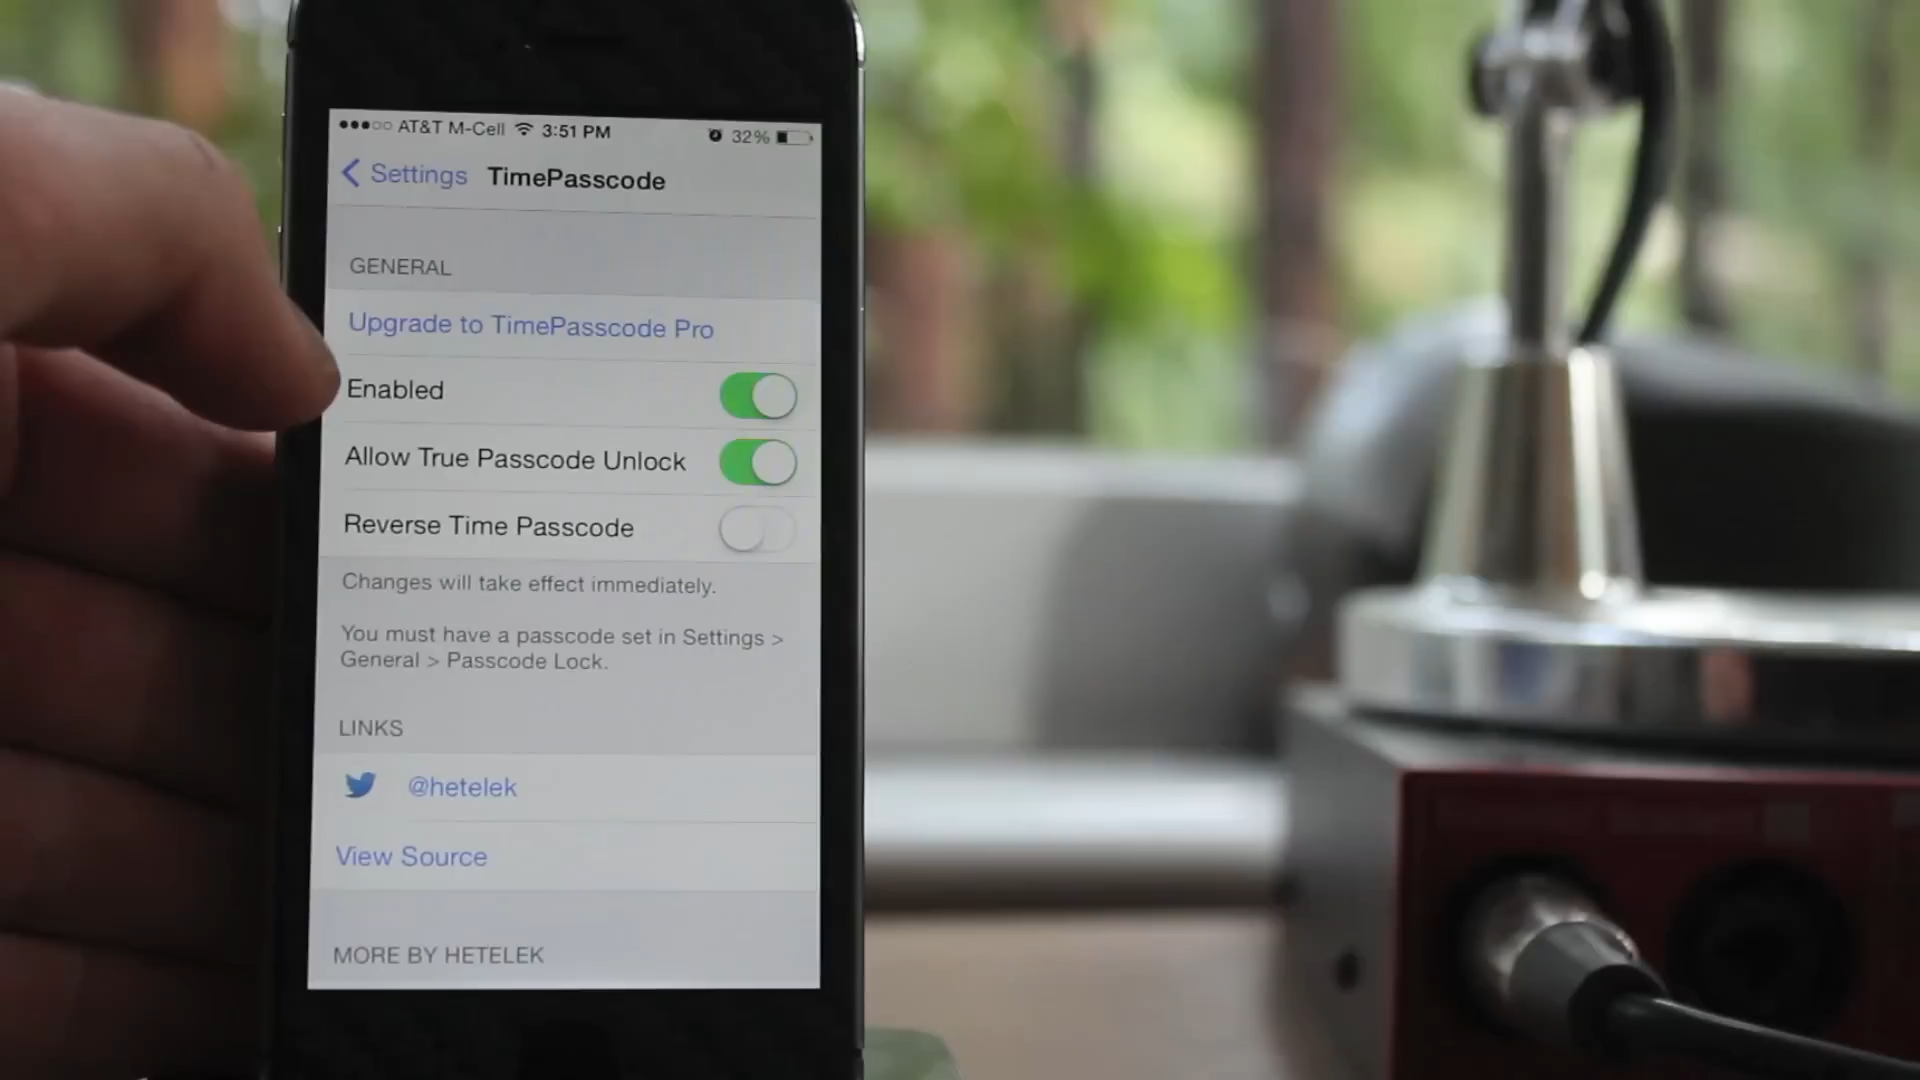 AT&T M-Cell 3:51 PM 32%
Settings TimePasscode
GENERAL
Upgrade to TimePasscode Pro
Enabled
Allow True Passcode Unlock
Reverse Time Passcode
Changes will take effect immediately.
You must have a passcode set in Settings >
General > Passcode Lock.
LINKS
@hetelek
View Source
MORE BY HETELEK